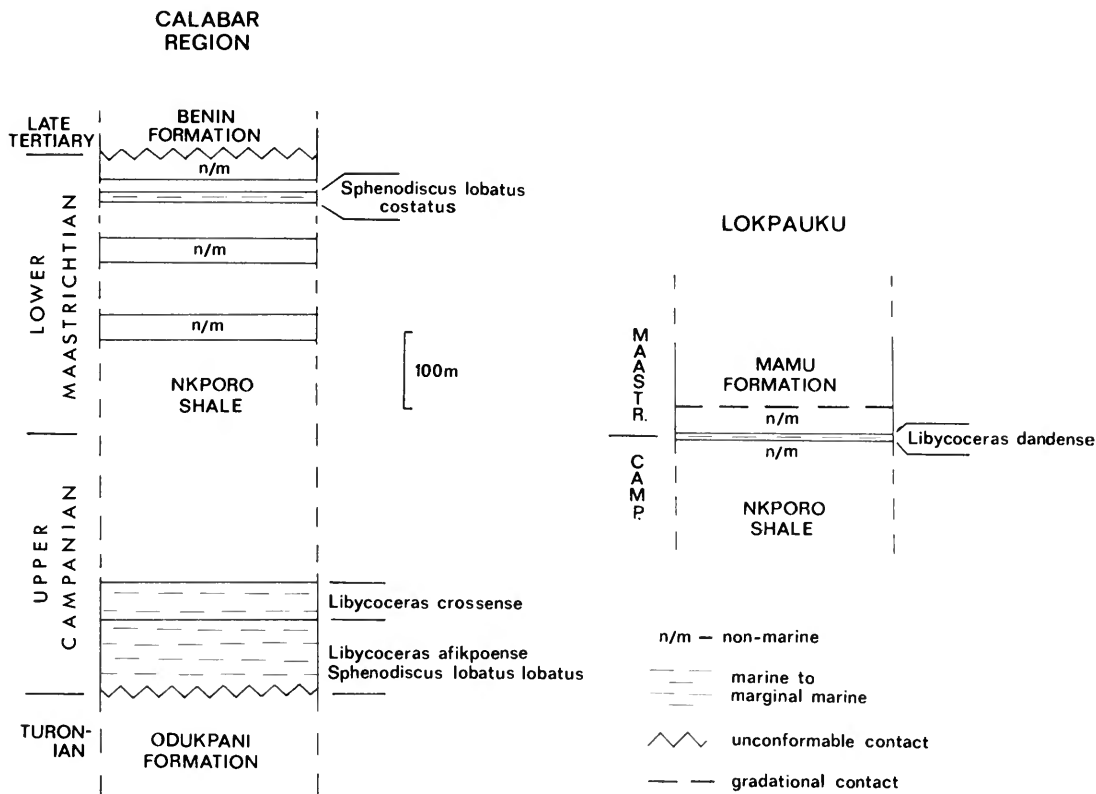 CALABAR
REGION
LATE
TERTIARY
BENIN
FORMATION
n/m
Sphenodiscus lobatus
costatus
n/m
n/m
LOWER
MAASTRICHTIAN
100m
NKPORO
SHALE
UPPER
CAMPANIAN
Libycoceras crossense
Libycoceras afikpoense
Sphenodiscus lobatus lobatus
TURON-
IAN
ODUKPANI
FORMATION
LOKPAUKU
MAASTR.
MAMU
FORMATION
n/m
Libycoceras dandense
n/m
CAMP.
NKPORO
SHALE
n/m – non-marine
marine to
marginal marine
unconformable contact
gradational contact